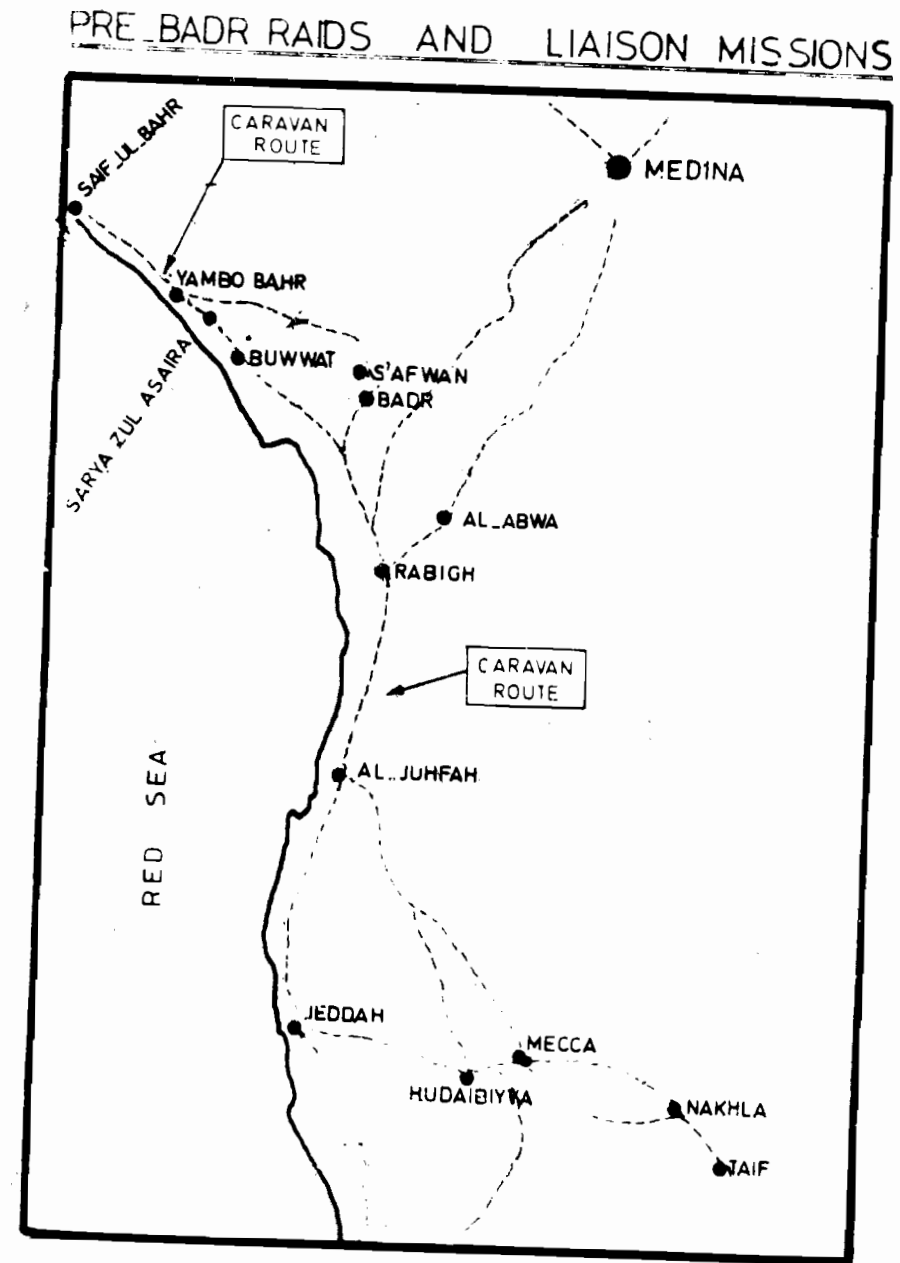 PRE_BADR RAIDS AND LIAISON MISSIONS
SAIF_UL_BAHR
CARAVAN
ROUTE
MEDINA
YAMBO BAHR
BUWWAT
S'AFWAN
BADR
SARYA ZUL ASAIRA
AL_ABWA
RABIGH
CARAVAN
ROUTE
RED SEA
AL_JUHFAH
JEDDAH
MECCA
HUDAIBIYYA
NAKHLA
TAIF